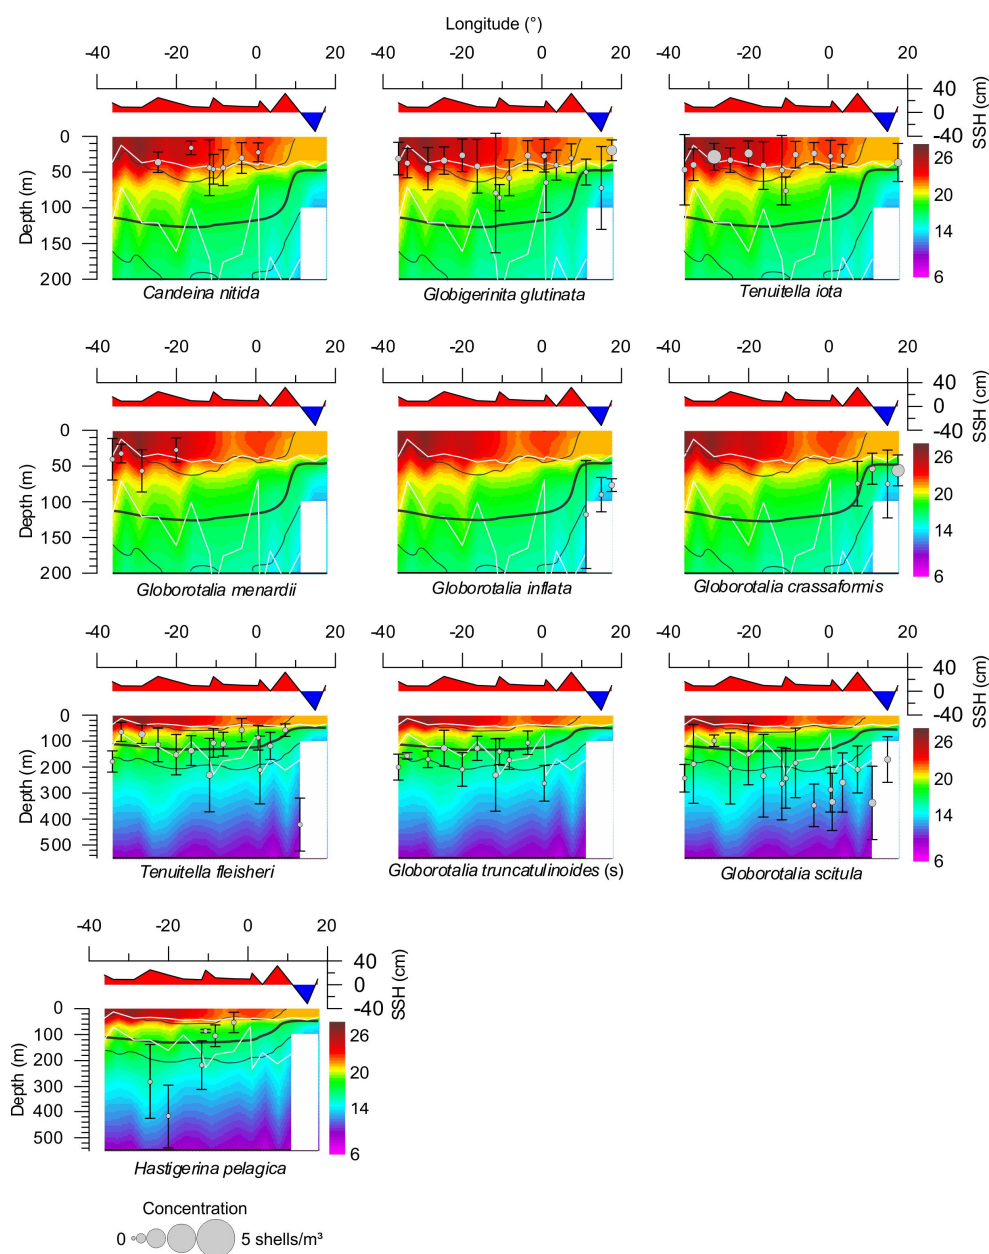 Longitude (°)
-40 -20 0 20 -40 -20 0 20 -40 -20 0 20
40
0
-40
SSH (cm)
0
50
100
150
200
Depth (m)
26
20
14
6
Candeina nitida
Globigerinita glutinata
Tenuitella iota
-40 -20 0 20 -40 -20 0 20 -40 -20 0 20
40
0
-40
SSH (cm)
0
50
100
150
200
Depth (m)
26
20
14
6
Globorotalia menardii
Globorotalia inflata
Globorotalia crassaformis
-40 -20 0 20 -40 -20 0 20 -40 -20 0 20
40
0
-40
SSH (cm)
0
100
200
300
400
500
Depth (m)
26
20
14
6
Tenuitella fleisheri
Globorotalia truncatulinoides (s)
Globorotalia scitula
-40 -20 0 20
40
0
-40
SSH (cm)
0
100
200
300
400
500
Depth (m)
26
20
14
6
Hastigerina pelagica
Concentration
0 5 shells/m³